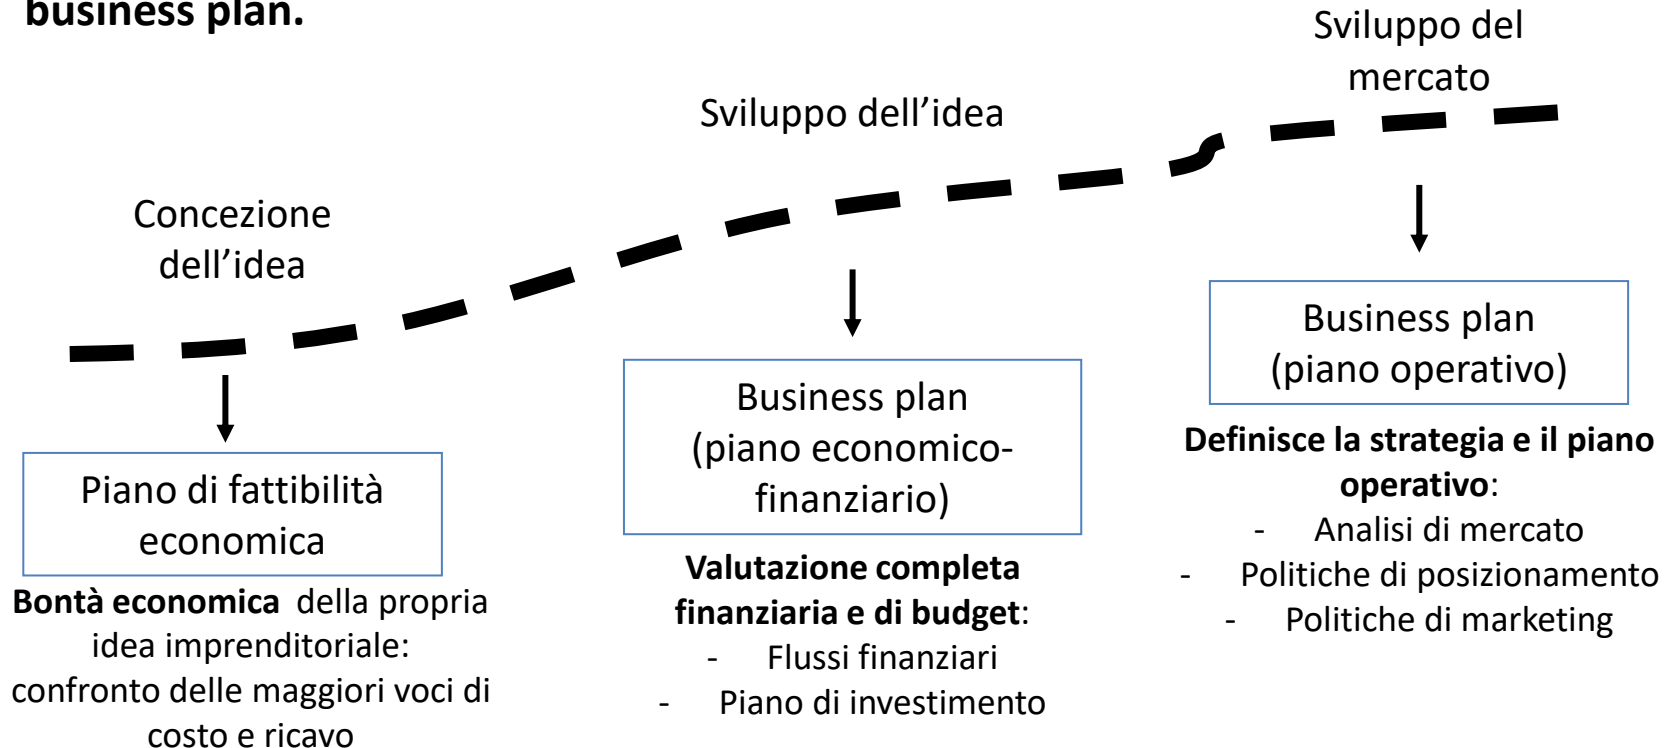 business plan.
Concezione
dell’idea
Piano di fattibilità
economica
Bontà economica della propria
idea imprenditoriale:
confronto delle maggiori voci di
costo e ricavo
Sviluppo dell’idea
Business plan
(piano economico-
finanziario)
Valutazione completa
finanziaria e di budget:
- Flussi finanziari
- Piano di investimento
Sviluppo del
mercato
Business plan
(piano operativo)
Definisce la strategia e il piano
operativo:
- Analisi di mercato
- Politiche di posizionamento
- Politiche di marketing